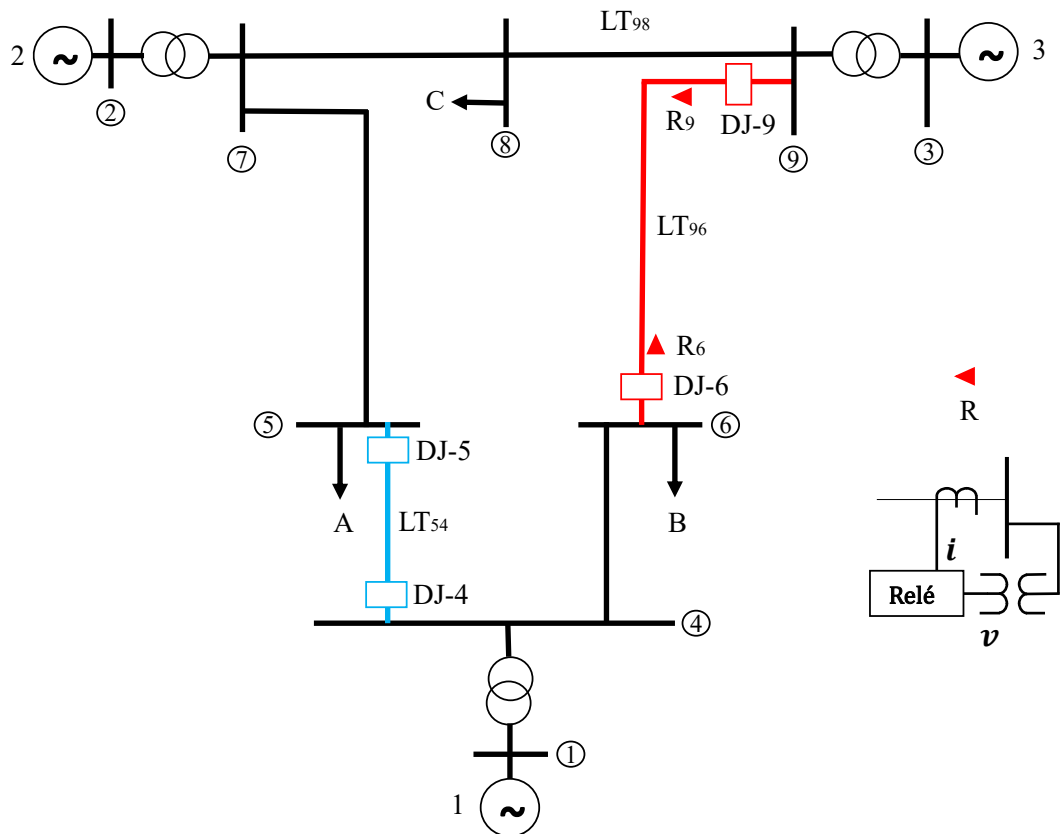 LT98
2
~
~
3
C
R9
DJ-9
②
⑦
⑧
⑨
③
LT96
R6
DJ-6
R
⑤
⑥
DJ-5
A
LT54
B
i
DJ-4
Relé
④
v
①
1
~